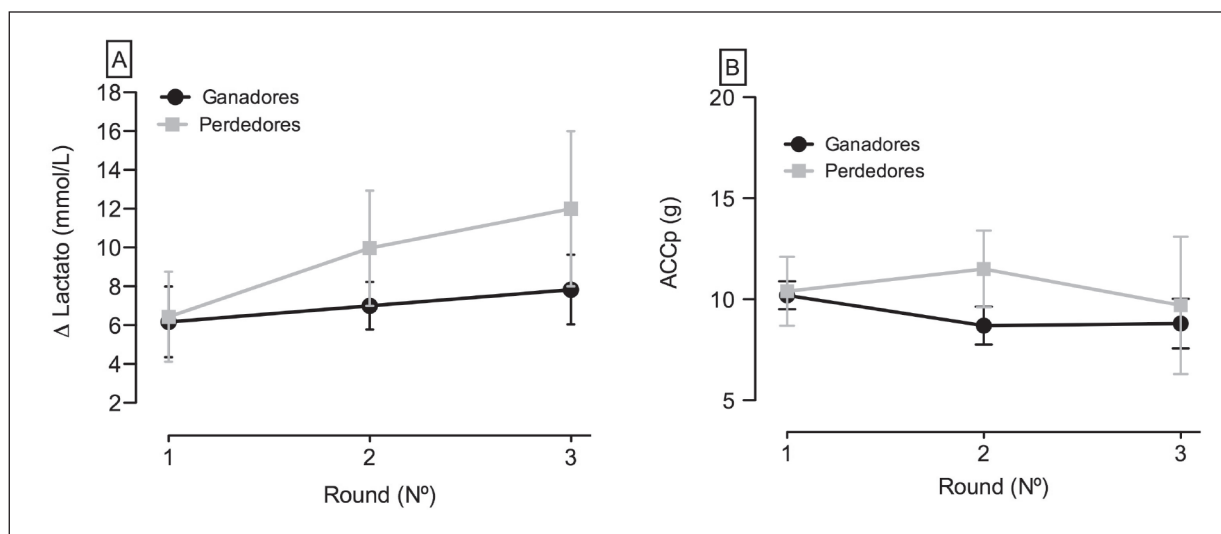 A
18
16
14
12
10
8
6
4
2
Δ Lactato (mmol/L)
Ganadores
Perdedores
1 2 3
Round (Nº)
B
20
15
10
5
ACCp (g)
Ganadores
Perdedores
1 2 3
Round (Nº)